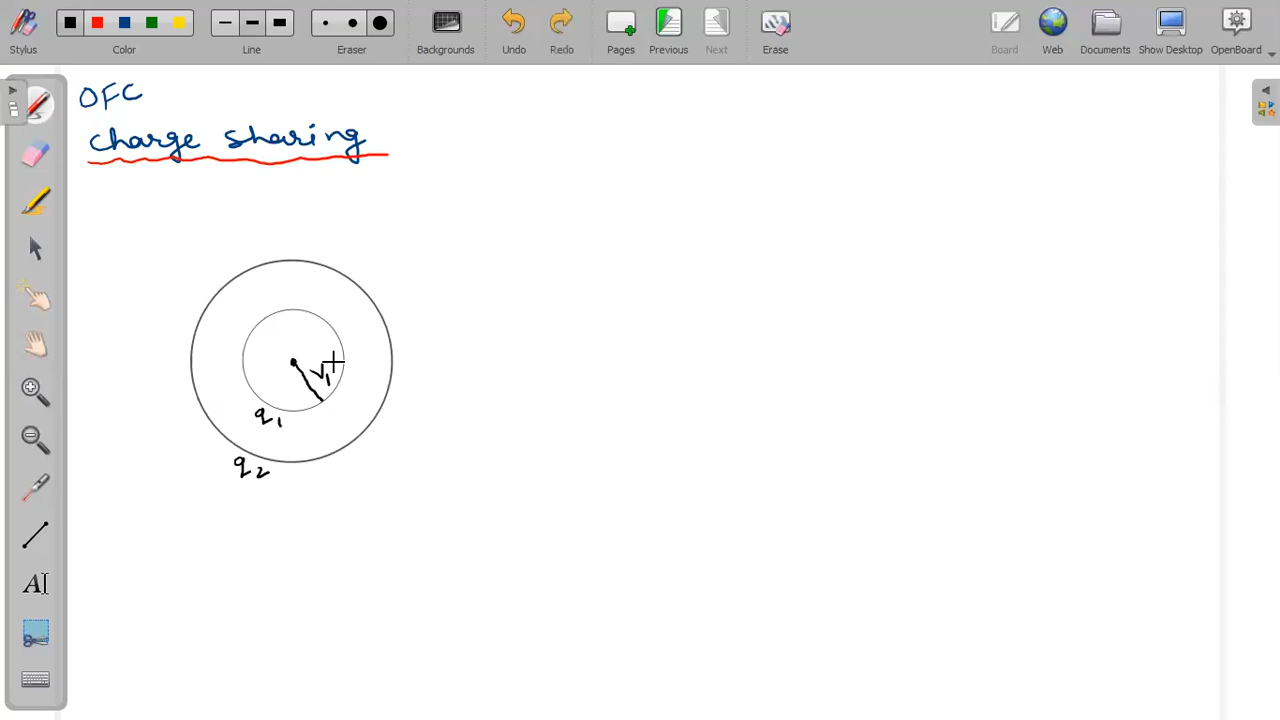 Stylus Color Line Eraser Backgrounds Undo Redo Pages Previous Next Erase Board Web Documents Show Desktop OpenBoard
OFC
charge sharing
r1
q1
q2